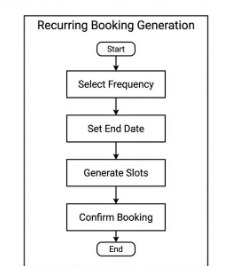 Recurring Booking Generation
Start
Select Frequency
Set End Date
Generate Slots
Confirm Booking
End